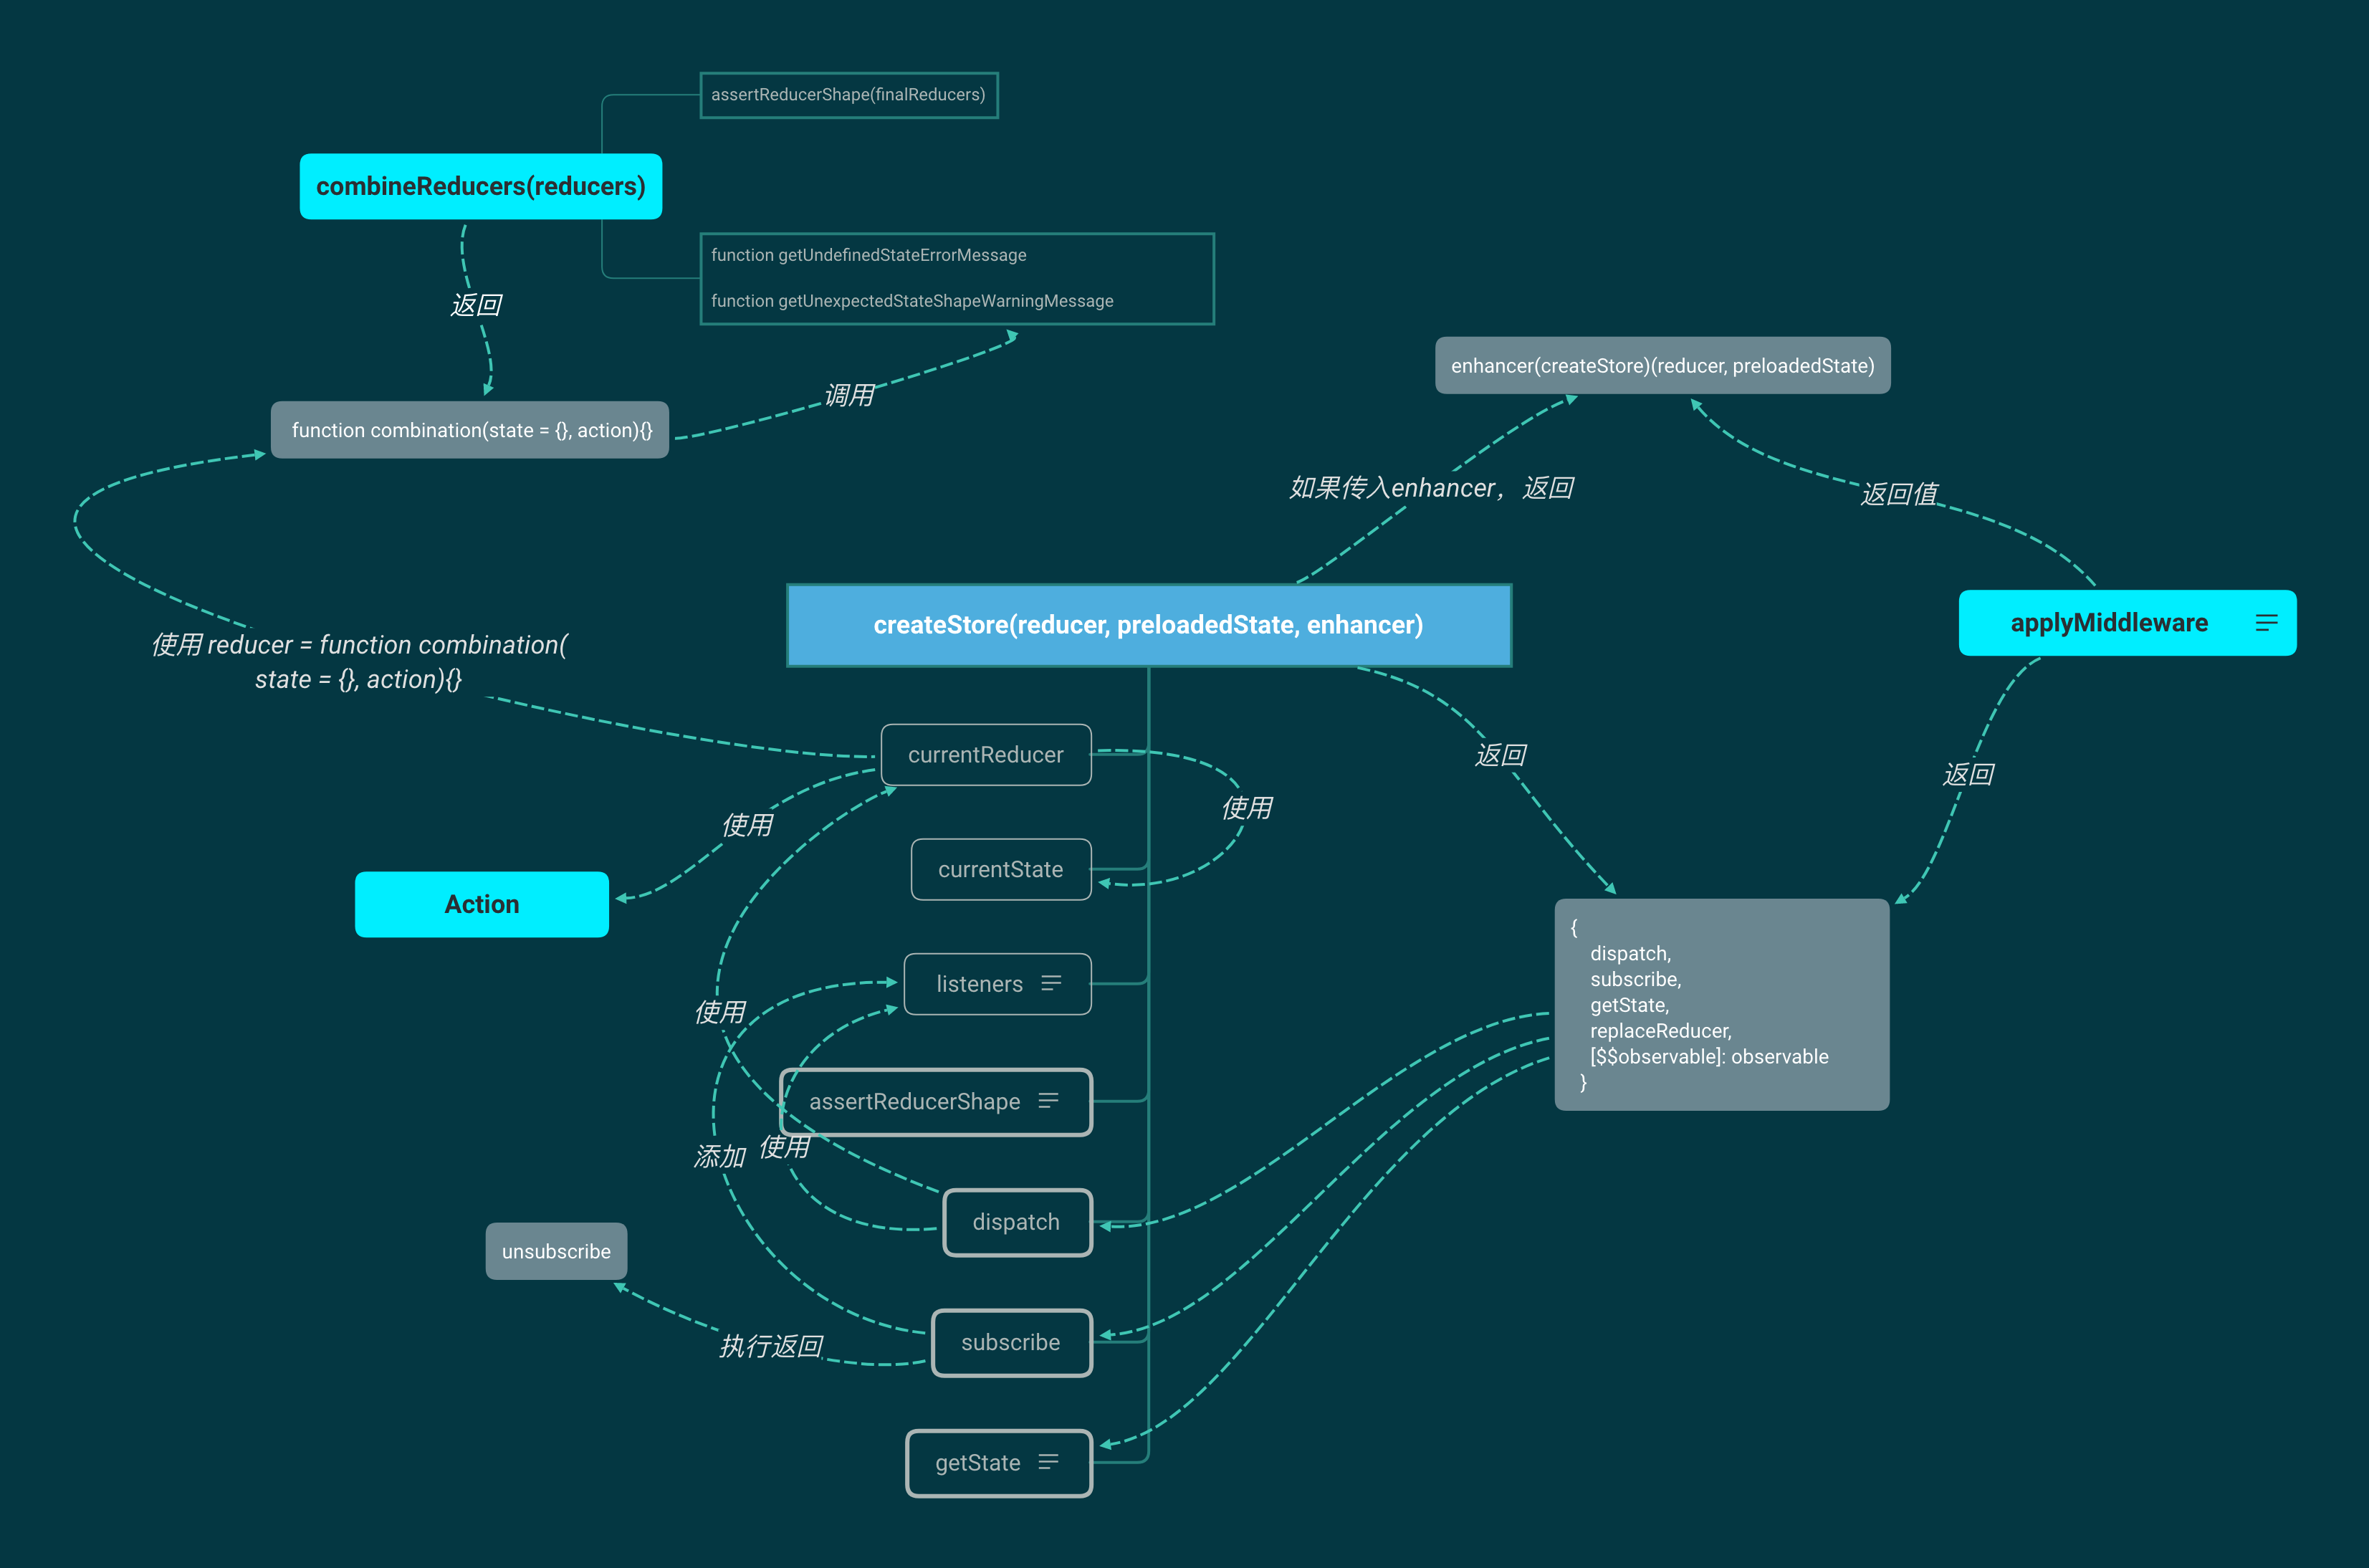 assertReducerShape(finalReducers)
combineReducers(reducers)
function getUndefinedStateErrorMessage
function getUnexpectedStateShapeWarningMessage
返回
调用
function combination(state = {}, action){}
enhancer(createStore)(reducer, preloadedState)
如果传入enhancer，返回
返回值
createStore(reducer, preloadedState, enhancer)
applyMiddleware
使用 reducer = function combination(
state = {}, action){}
currentReducer
返回
返回
使用
使用
currentState
Action
{
dispatch,
subscribe,
getState,
replaceReducer,
[$$observable]: observable
}
listeners
使用
assertReducerShape
添加
使用
dispatch
unsubscribe
subscribe
执行返回
getState